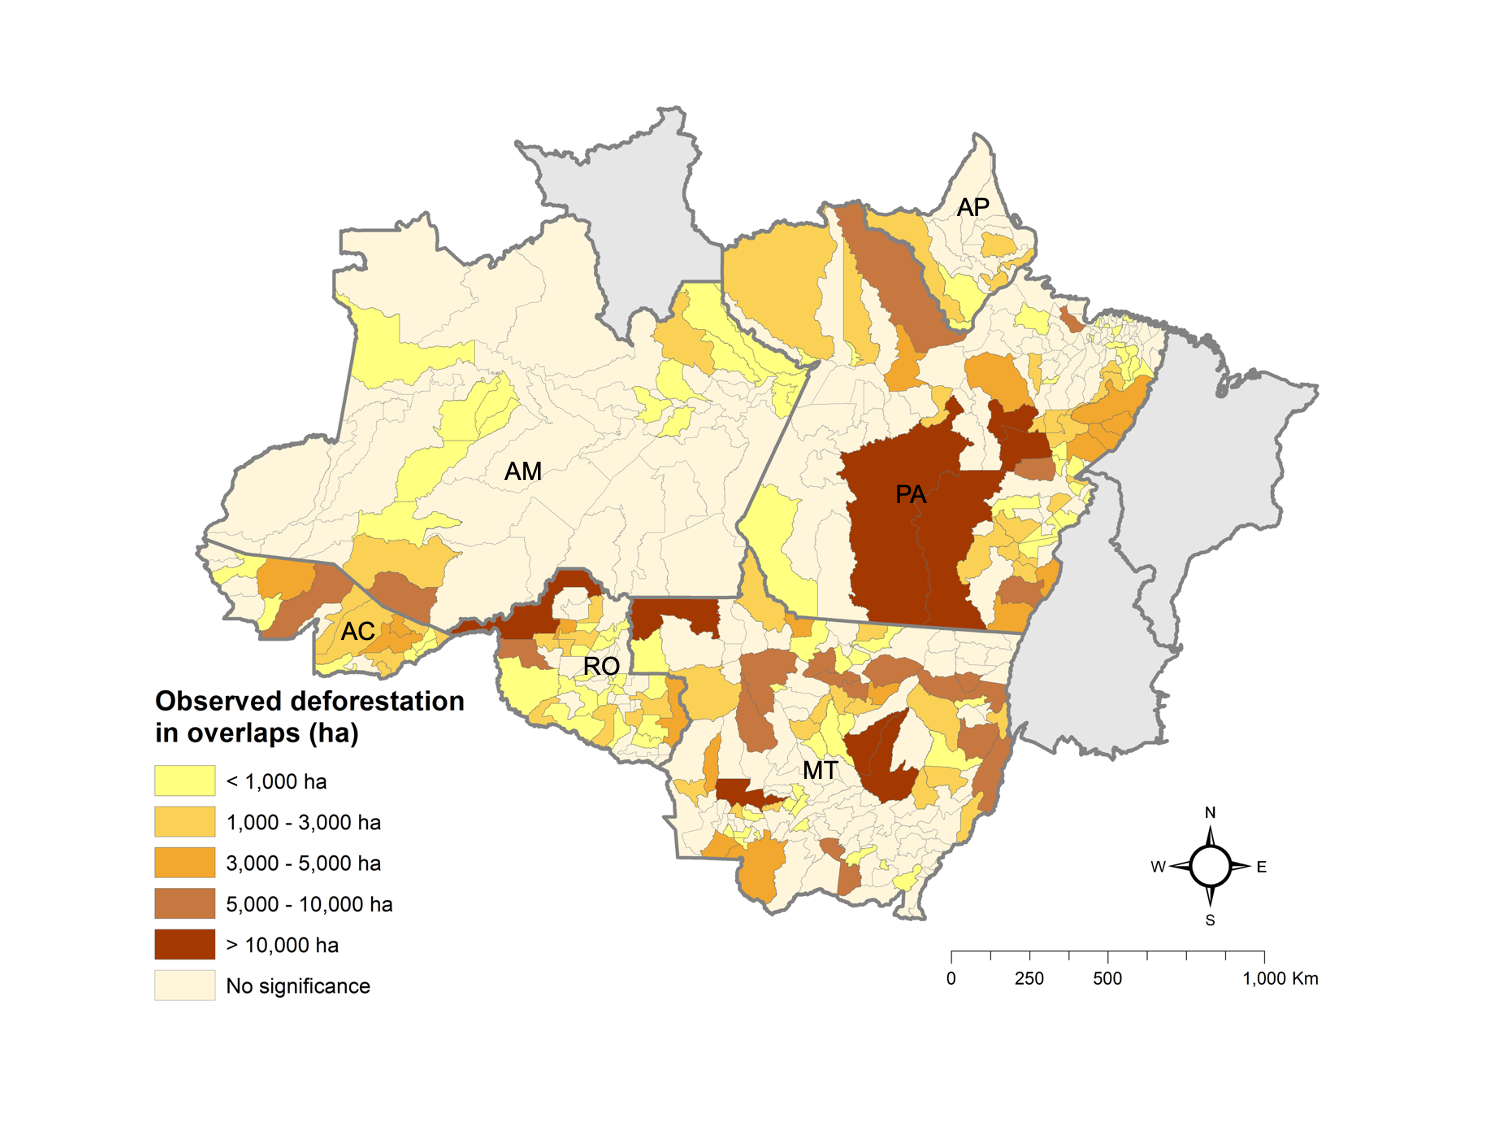 AP
AM
PA
AC
RO
MT
Observed deforestation
in overlaps (ha)
< 1,000 ha
1,000 - 3,000 ha
3,000 - 5,000 ha
5,000 - 10,000 ha
> 10,000 ha
No significance
N
W E
S
0 250 500 1,000 Km